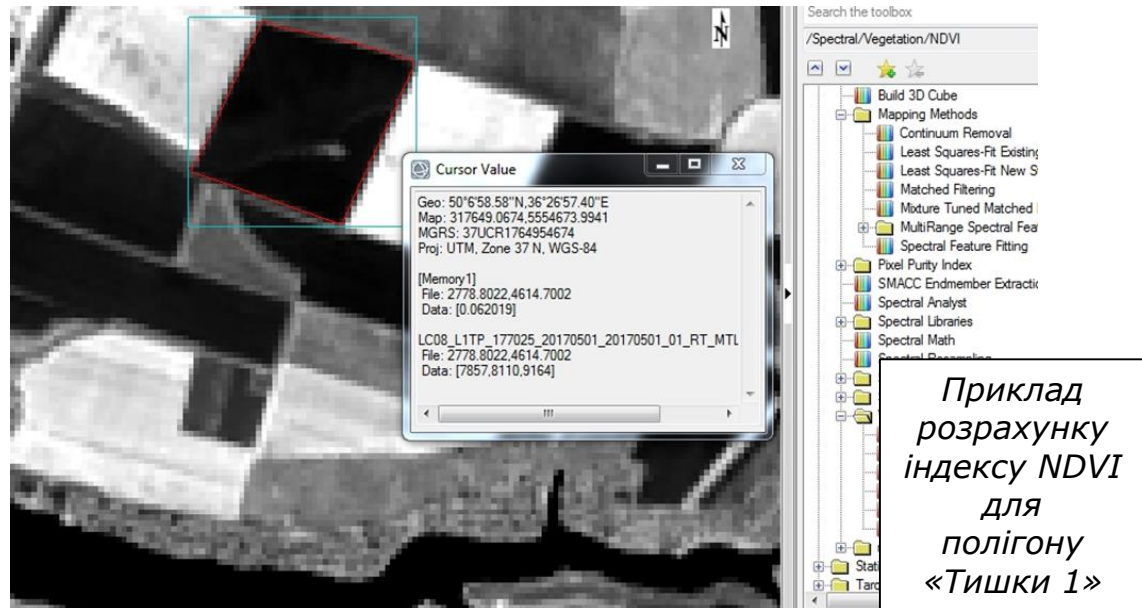 N
Cursor Value
Geo: 50°6'58.58"N,36°26'57.40"E
Map: 317649.0674,5554673.9941
MGRS: 37UCR1764954674
Proj: UTM, Zone 37 N, WGS-84
[Memory1]
File: 2778.8022,4614.7002
Data: [0.062019]
LC08_L1TP_177025_20170501_20170501_01_RT_MTL
File: 2778.8022,4614.7002
Data: [7857,8110,9164]
Search the toolbox
/Spectral/Vegetation/NDVI
Build 3D Cube
Mapping Methods
Continuum Removal
Least Squares-Fit Existing
Least Squares-Fit New S
Matched Filtering
Mixture Tuned Matched
MultiRange Spectral Fea
Spectral Feature Fitting
Pixel Purity Index
SMACC Endmember Extractio
Spectral Analyst
Spectral Libraries
Spectral Math
Stati
Targ
Приклад
розрахунку
індексу NDVI
для
полігону
«Тишки 1»